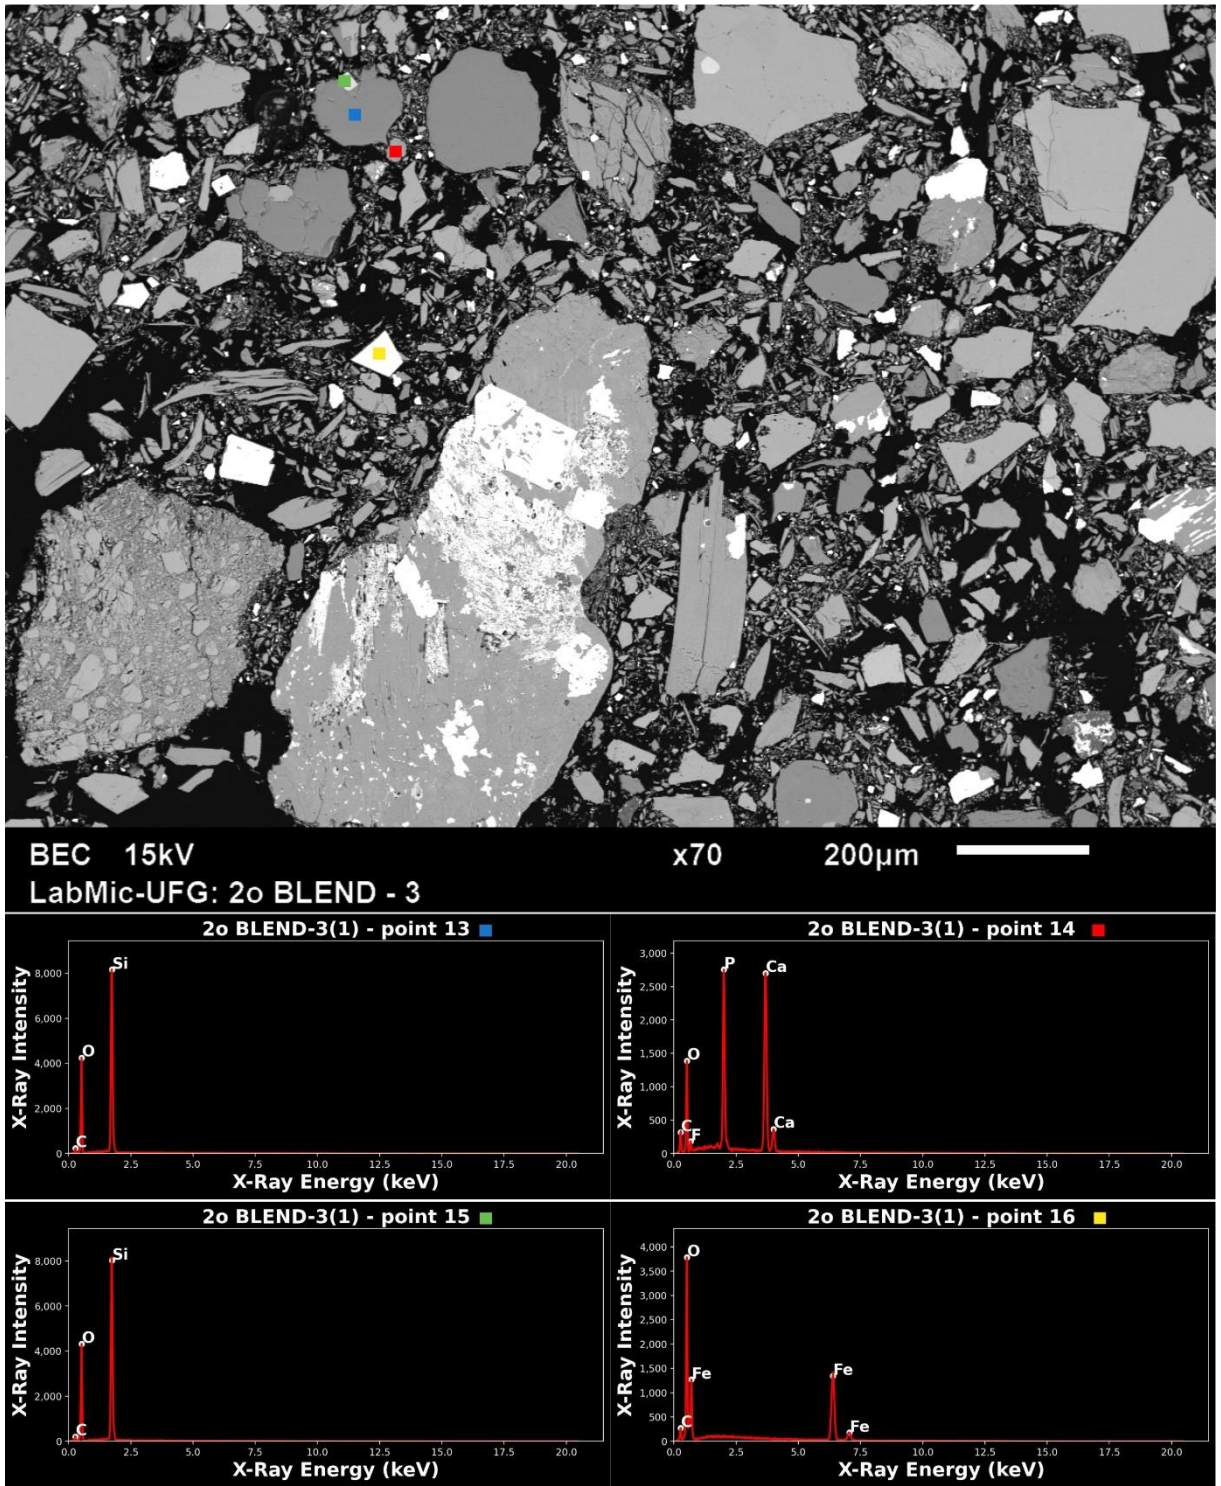 BEC 15kV x70 200μm
LabMic-UFG: 2o BLEND - 3
2o BLEND-3(1) - point 13
X-Ray Intensity
8,000
6,000
4,000
2,000
0
Si
O
C
0.0 2.5 5.0 7.5 10.0 12.5 15.0 17.5 20.0
X-Ray Energy (keV)
2o BLEND-3(1) - point 14
X-Ray Intensity
3,000
2,500
2,000
1,500
1,000
500
0
P
Ca
O
C
F
Ca
0.0 2.5 5.0 7.5 10.0 12.5 15.0 17.5 20.0
X-Ray Energy (keV)
2o BLEND-3(1) - point 15
X-Ray Intensity
8,000
6,000
4,000
2,000
0
Si
O
C
0.0 2.5 5.0 7.5 10.0 12.5 15.0 17.5 20.0
X-Ray Energy (keV)
2o BLEND-3(1) - point 16
X-Ray Intensity
4,000
3,500
3,000
2,500
2,000
1,500
1,000
500
0
O
Fe
C
Fe
Fe
0.0 2.5 5.0 7.5 10.0 12.5 15.0 17.5 20.0
X-Ray Energy (keV)